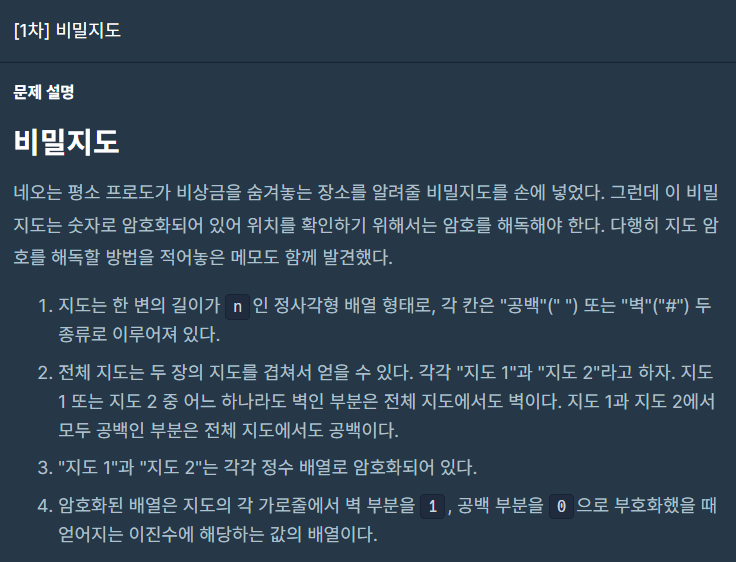 [1차] 비밀지도
문제 설명
비밀지도
네오는 평소 프로도가 비상금을 숨겨놓는 장소를 알려줄 비밀지도를 손에 넣었다. 그런데 이 비밀
지도는 숫자로 암호화되어 있어 위치를 확인하기 위해서는 암호를 해독해야 한다. 다행히 지도 암
호를 해독할 방법을 적어놓은 메모도 함께 발견했다.
1. 지도는 한 변의 길이가 n 인 정사각형 배열 형태로, 각 칸은 "공백"(" ") 또는 "벽"("#") 두
종류로 이루어져 있다.
2. 전체 지도는 두 장의 지도를 겹쳐서 얻을 수 있다. 각각 "지도 1"과 "지도 2"라고 하자. 지도
1 또는 지도 2 중 어느 하나라도 벽인 부분은 전체 지도에서도 벽이다. 지도 1과 지도 2에서
모두 공백인 부분은 전체 지도에서도 공백이다.
3. "지도 1"과 "지도 2"는 각각 정수 배열로 암호화되어 있다.
4. 암호화된 배열은 지도의 각 가로줄에서 벽 부분을 1 , 공백 부분을 0 으로 부호화했을 때
얻어지는 이진수에 해당하는 값의 배열이다.